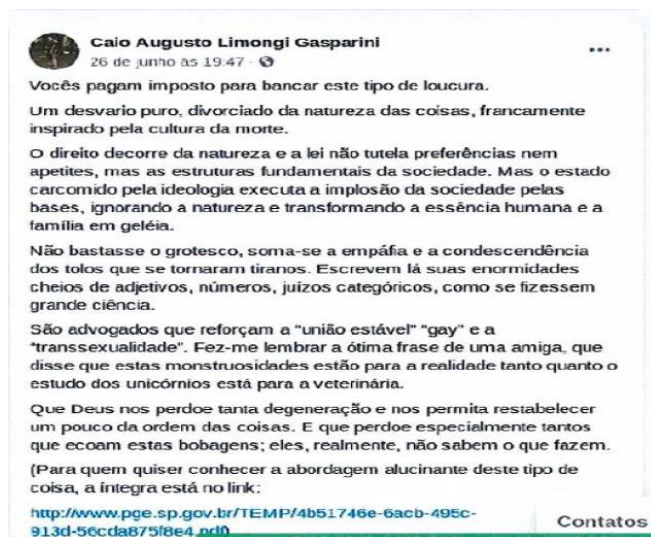 Caio Augusto Limongi Gasparini
...
26 de junho às 19:47 ·
Vocês pagam imposto para bancar este tipo de loucura.
Um desvario puro, divorciado da natureza das coisas, francamente
inspirado pela cultura da morte.
O direito decorre da natureza e a lei não tutela preferências nem
apetites, mas as estruturas fundamentais da sociedade. Mas o estado
carcomido pela ideologia executa a implosão da sociedade pelas
bases, ignorando a natureza e transformando a essência humana e a
família em geléia.
Não bastasse o grotesco, soma-se a empáfia e a condescendência
dos tolos que se tornaram tiranos. Escrevem lá suas enormidades
cheios de adjetivos, números, juízos categóricos, como se fizessem
grande ciência.
São advogados que reforçam a "união estável" "gay" e a
"transsexualidade". Fez-me lembrar a ótima frase de uma amiga, que
disse que estas monstruosidades estão para a realidade tanto quanto o
estudo dos unicórnios está para a veterinária.
Que Deus nos perdoe tanta degeneração e nos permita restabelecer
um pouco da ordem das coisas. E que perdoe especialmente tantos
que ecoam estas bobagens; eles, realmente, não sabem o que fazem.
(Para quem quiser conhecer a abordagem alucinante deste tipo de
coisa, a íntegra está no link:
http://www.pge.sp.gov.br/TEMP/4b51746e-6acb-495c-
913d-56cda875f8e4.pdf)
Contatos